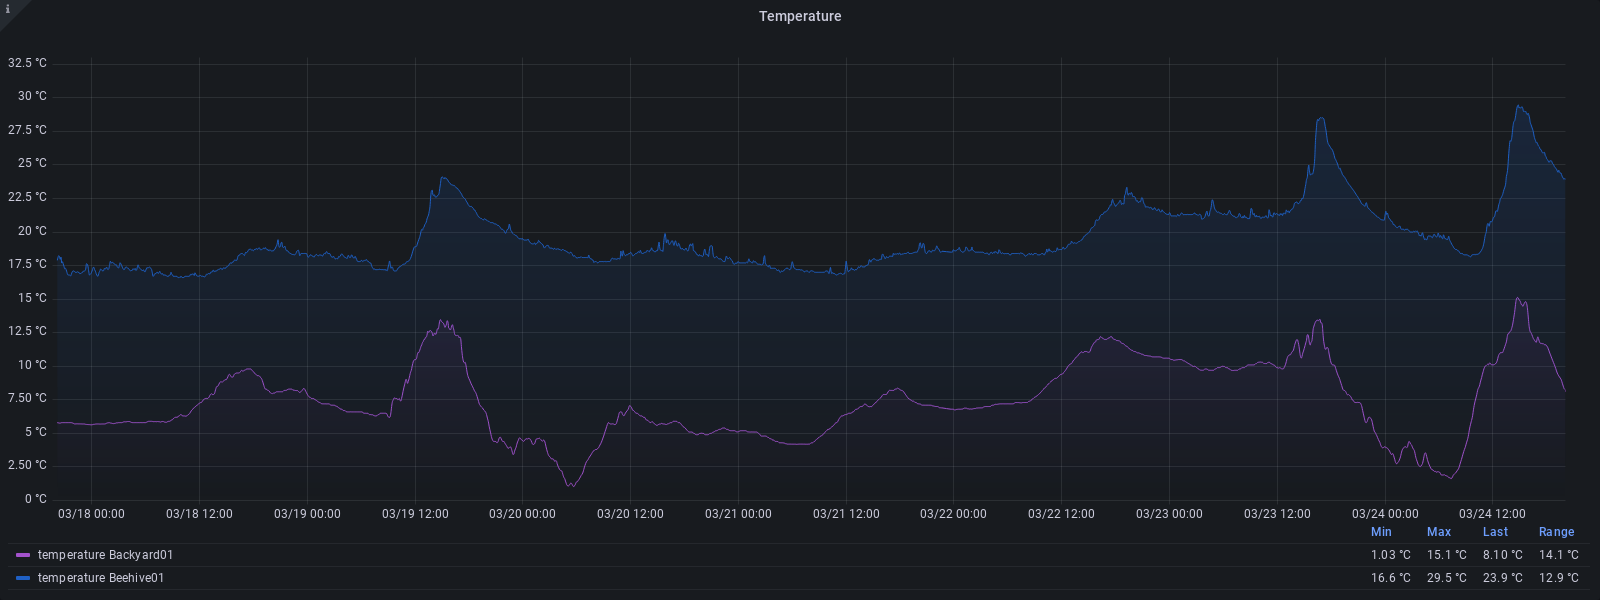 i
Temperature
32.5 °C
30 °C
27.5 °C
25 °C
22.5 °C
20 °C
17.5 °C
15 °C
12.5 °C
10 °C
7.50 °C
5 °C
2.50 °C
0 °C
03/18 00:00 03/18 12:00 03/19 00:00 03/19 12:00 03/20 00:00 03/20 12:00 03/21 00:00 03/21 12:00 03/22 00:00 03/22 12:00 03/23 00:00 03/23 12:00 03/24 00:00 03/24 12:00
Min Max Last Range
temperature Backyard01 1.03 °C 15.1 °C 8.10 °C 14.1 °C
temperature Beehive01 16.6 °C 29.5 °C 23.9 °C 12.9 °C